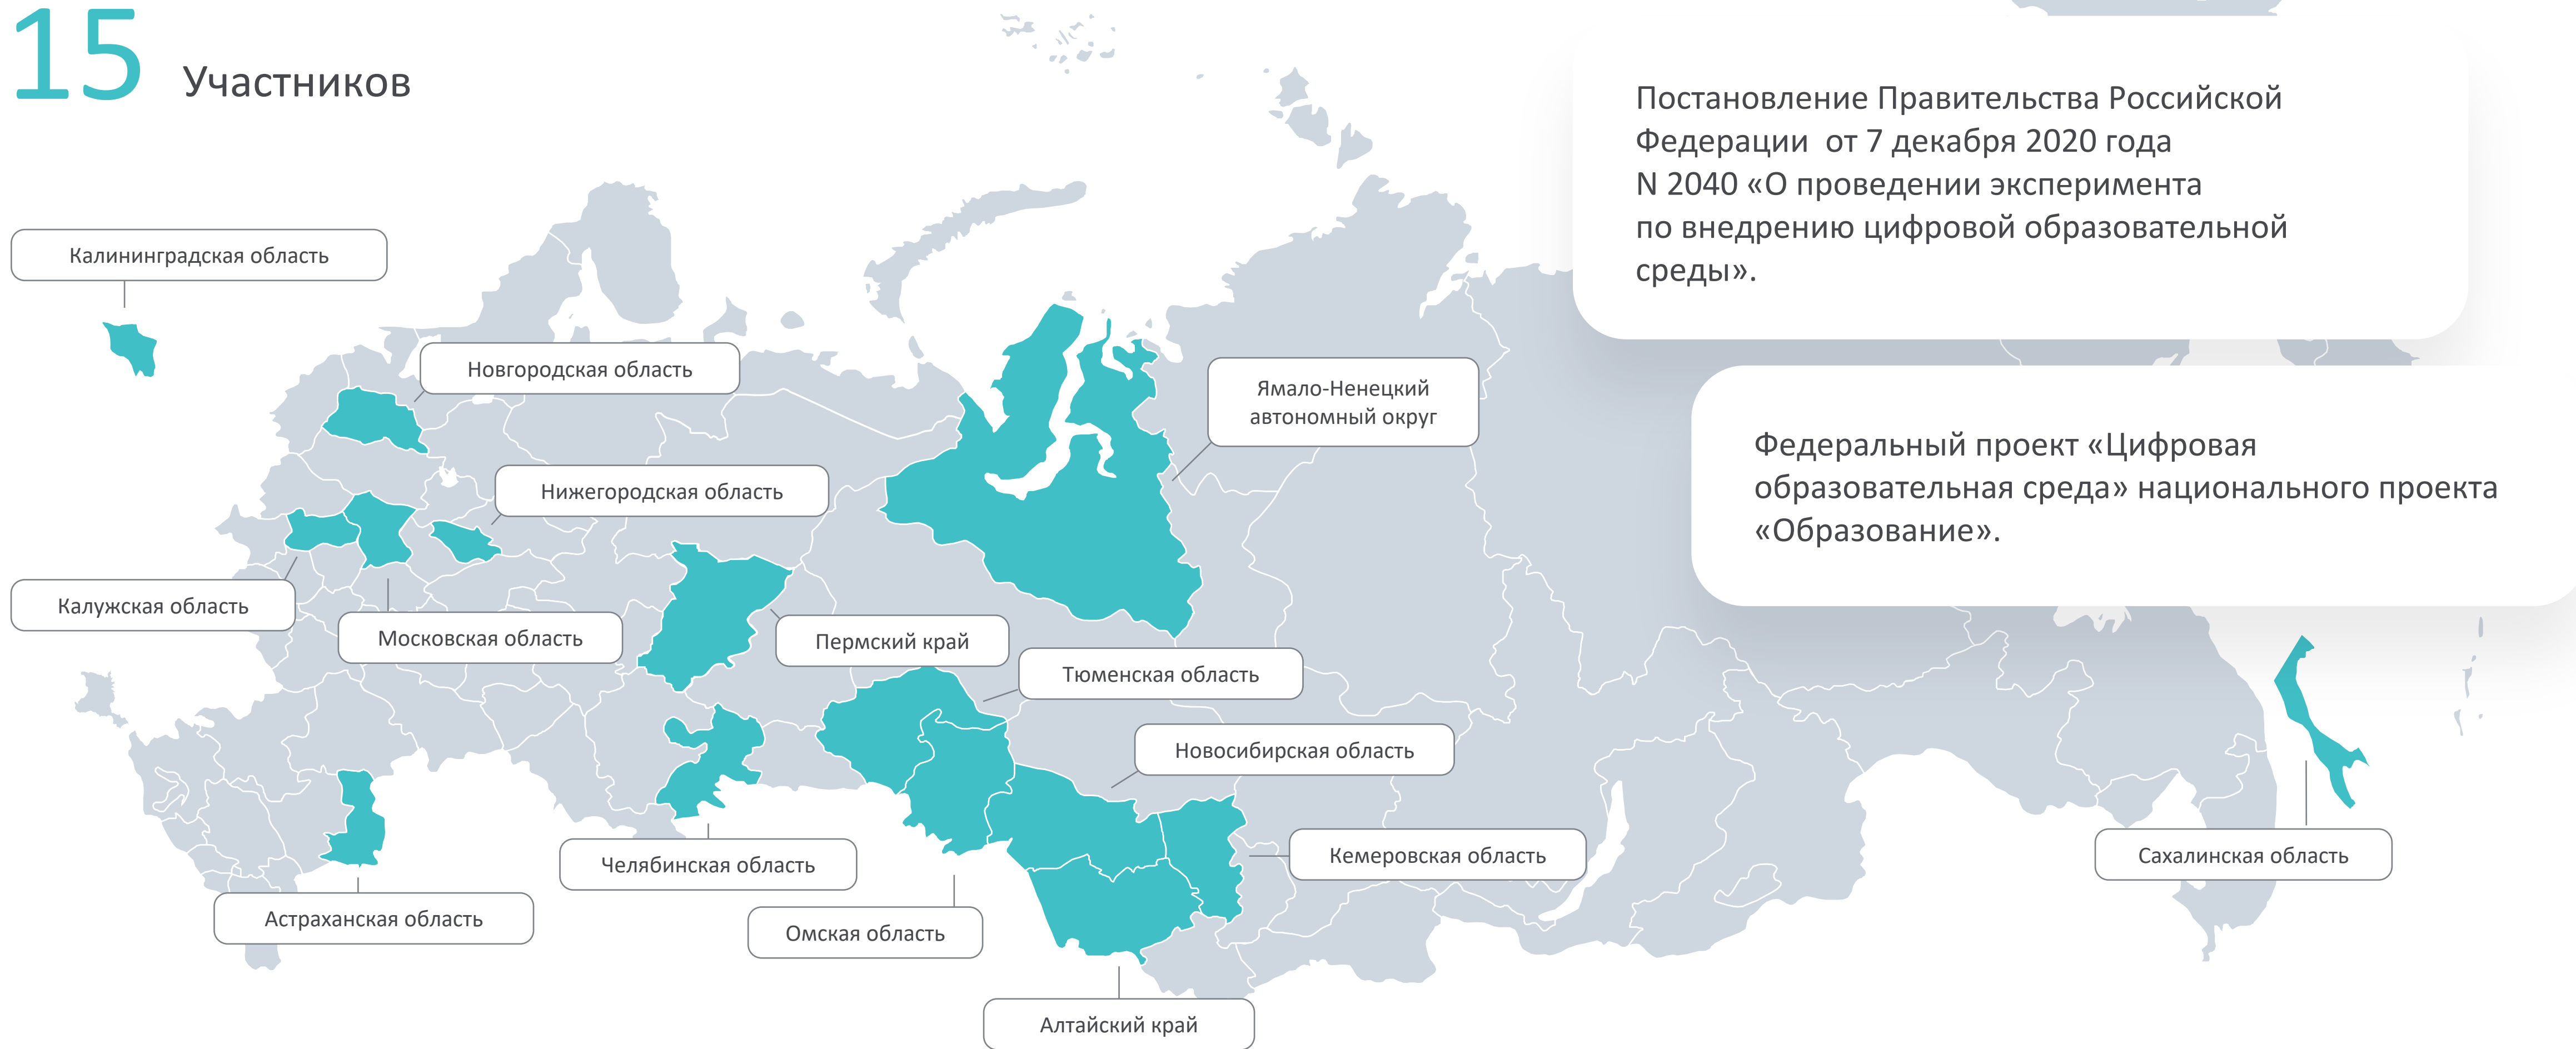 15 Участников
Постановление Правительства Российской
Федерации от 7 декабря 2020 года
N 2040 «О проведении эксперимента
по внедрению цифровой образовательной
среды».
Федеральный проект «Цифровая
образовательная среда» национального проекта
«Образование».
Калининградская область
Новгородская область
Ямало-Ненецкий
автономный округ
Нижегородская область
Калужская область
Московская область
Пермский край
Тюменская область
Новосибирская область
Челябинская область
Кемеровская область
Сахалинская область
Астраханская область
Омская область
Алтайский край